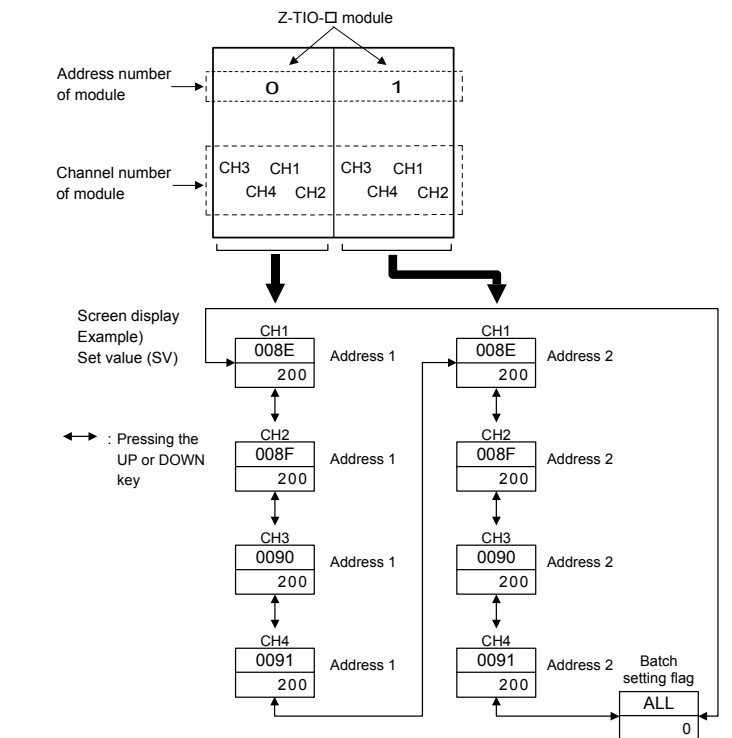 Z-TIO-□ module
Address number
of module
0
1
Channel number
of module
CH3 CH1
CH4 CH2
CH3 CH1
CH4 CH2
Screen display
Example)
Set value (SV)
CH1
008E
200
Address 1
CH1
008E
200
Address 2
: Pressing the
UP or DOWN
key
CH2
008F
200
Address 1
CH2
008F
200
Address 2
CH3
0090
200
Address 1
CH3
0090
200
Address 2
CH4
0091
200
Address 1
CH4
0091
200
Address 2
Batch
setting flag
ALL
0